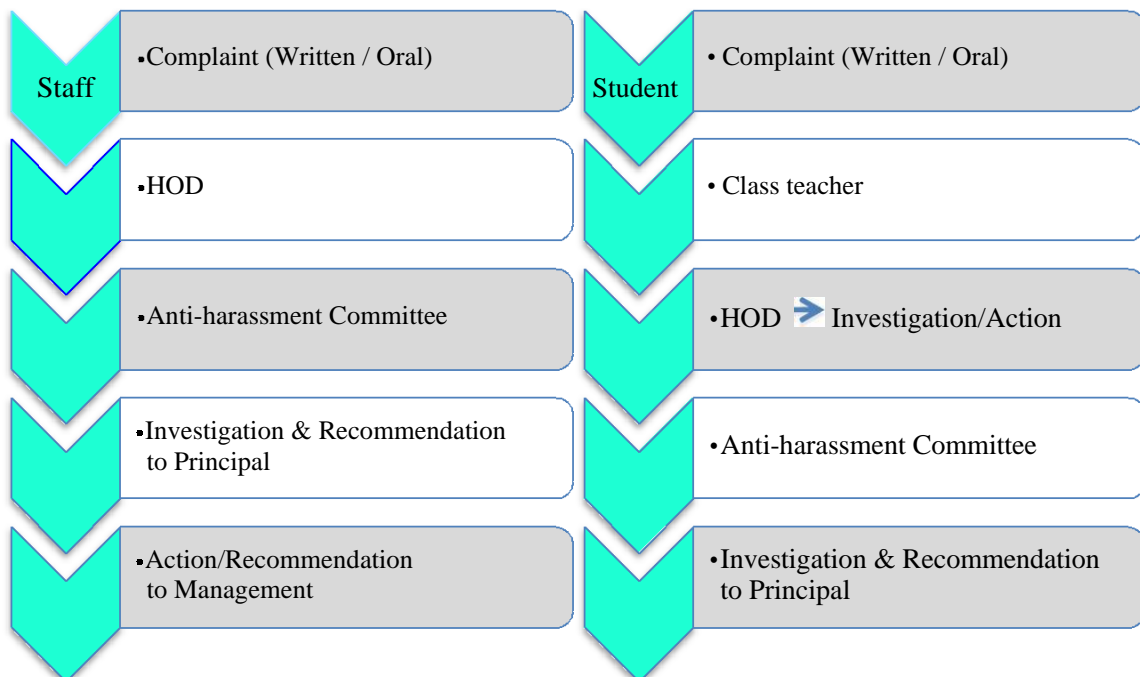 Staff
•Complaint (Written / Oral)
•HOD
•Anti-harassment Committee
•Investigation & Recommendation
to Principal
•Action/Recommendation
to Management
Student
• Complaint (Written / Oral)
• Class teacher
•HOD Investigation/Action
•Anti-harassment Committee
•Investigation & Recommendation
to Principal